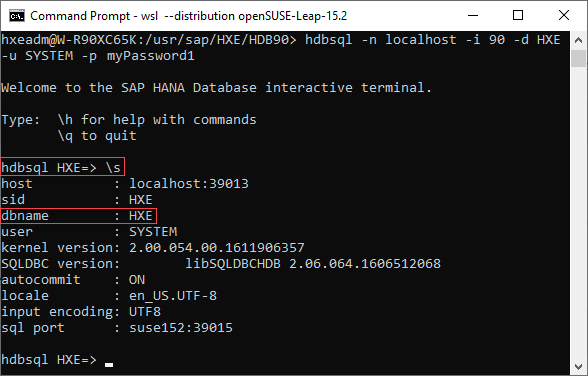 Command Prompt - wsl --distribution openSUSE-Leap-15.2
hxeadm@W-R90XC65K:/usr/sap/HXE/HDB90> hdbsql -n localhost -i 90 -d HXE
-u SYSTEM -p myPassword1
Welcome to the SAP HANA Database interactive terminal.
Type:  \h for help with commands
       \q to quit
hdbsql HXE=> \s
host          : localhost:39013
sid           : HXE
dbname        : HXE
user          : SYSTEM
kernel version: 2.00.054.00.1611906357
SQLDBC version:        libSQLDBCHDB 2.06.064.1606512068
autocommit    : ON
locale        : en_US.UTF-8
input encoding: UTF8
sql port      : suse152:39015
hdbsql HXE=>